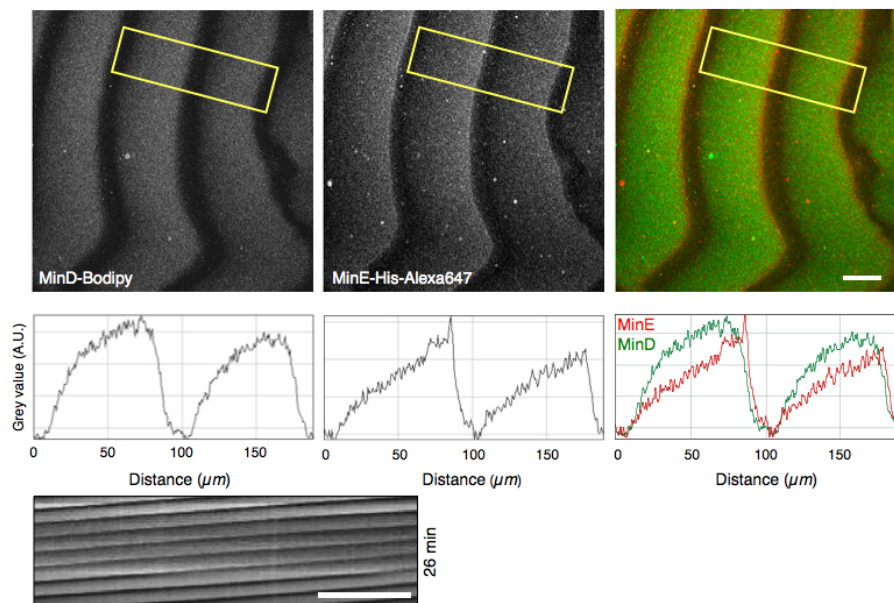 MinD-Bodipy
MinE-His-Alexa647
Grey value (A.U.)
MinE
MinD
0 50 100 150
0 50 100 150
0 50 100 150
Distance (µm)
Distance (µm)
Distance (µm)
26 min